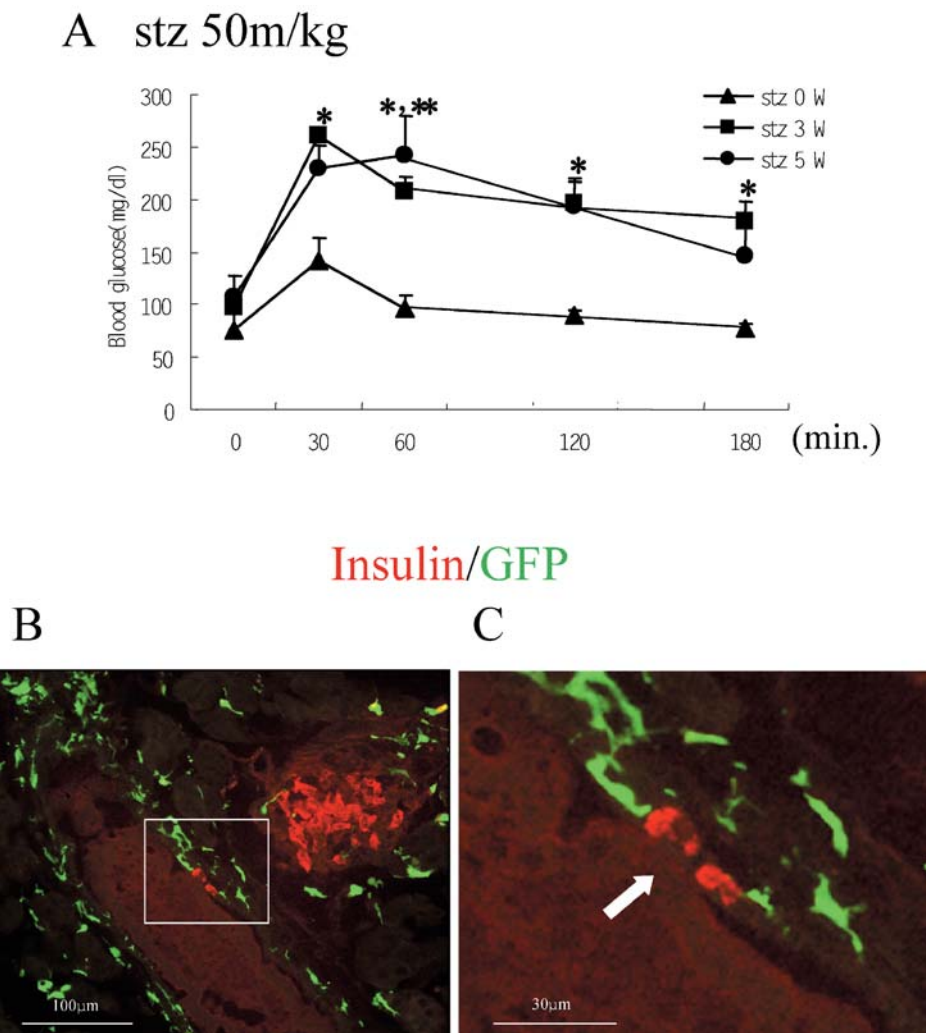 A stz 50m/kg
300
250
200
150
100
50
0
Blood glucose(mg/dl)
*
*,**
*
*
stz 0 W
stz 3 W
stz 5 W
0 30 60 120 180 (min.)
Insulin/GFP
B C
100μm
30μm